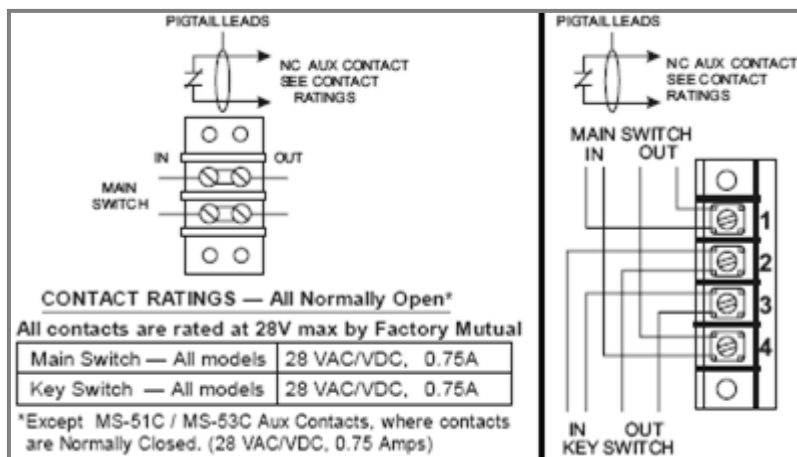 PIGTAIL LEADS
NC AUX CONTACT
SEE CONTACT
RATINGS
IN
OUT
MAIN
SWITCH
CONTACT RATINGS — All Normally Open*
All contacts are rated at 28V max by Factory Mutual
Main Switch — All models 28 VAC/VDC, 0.75A
Key Switch — All models 28 VAC/VDC, 0.75A
*Except MS-51C / MS-53C Aux Contacts, where contacts
are Normally Closed. (28 VAC/VDC, 0.75 Amps)
PIGTAIL LEADS
NC AUX CONTACT
SEE CONTACT
RATINGS
MAIN SWITCH
IN OUT
1
2
3
4
IN OUT
KEY SWITCH